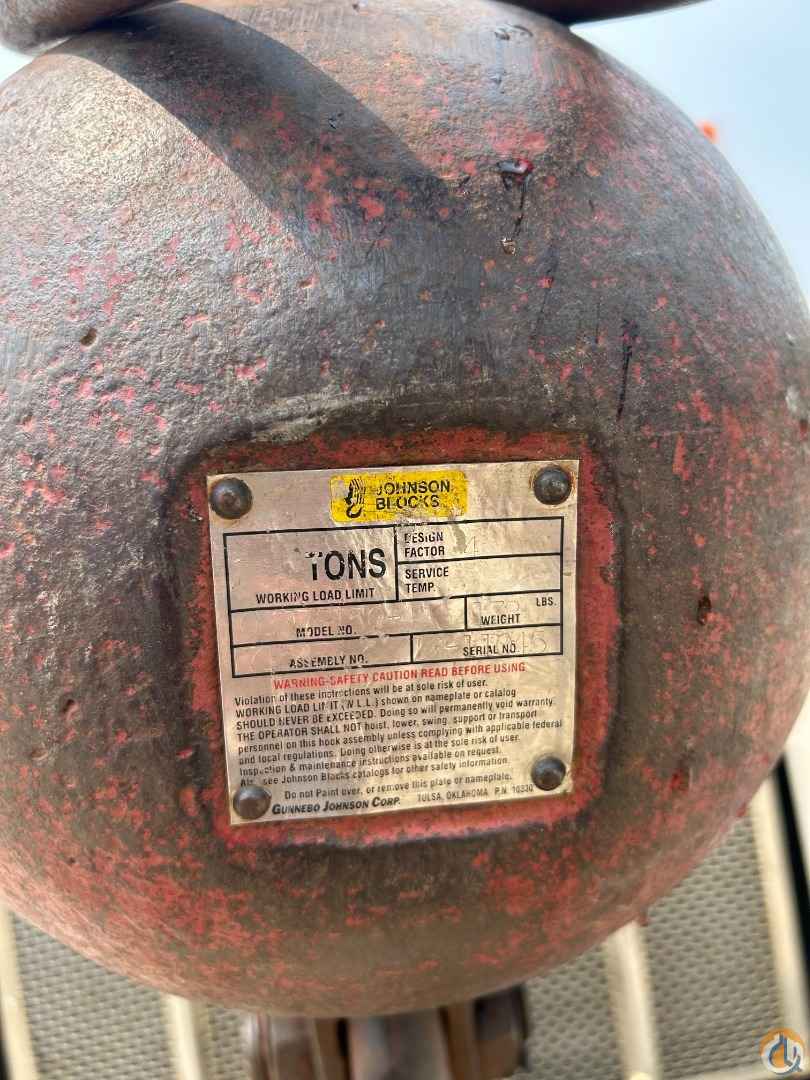 JOHNSON
BLOCKS
TONS
WORKING LOAD LIMIT
DESIGN
FACTOR
SERVICE
TEMP.
MODEL NO.
WEIGHT
LBS.
ASSEMBLY NO.
SERIAL NO.
WARNING-SAFETY CAUTION READ BEFORE USING
Violation of these instructions will be at sole risk of user.
WORKING LOAD LIMIT (W.L.L.) shown on nameplate or catalog
SHOULD NEVER BE EXCEEDED. Doing so will permanently void warranty.
THE OPERATOR SHALL NOT hoist, lower, swing, support or transport
personnel on this hook assembly unless complying with applicable federal
and local regulations. Doing otherwise is at the sole risk of user.
Inspection & maintenance instructions available on request.
Also see Johnson Blocks catalogs for other safety information.
Do not Paint over, or remove this plate or nameplate.
GUNNEBO JOHNSON CORP. TULSA, OKLAHOMA P.N. 10330